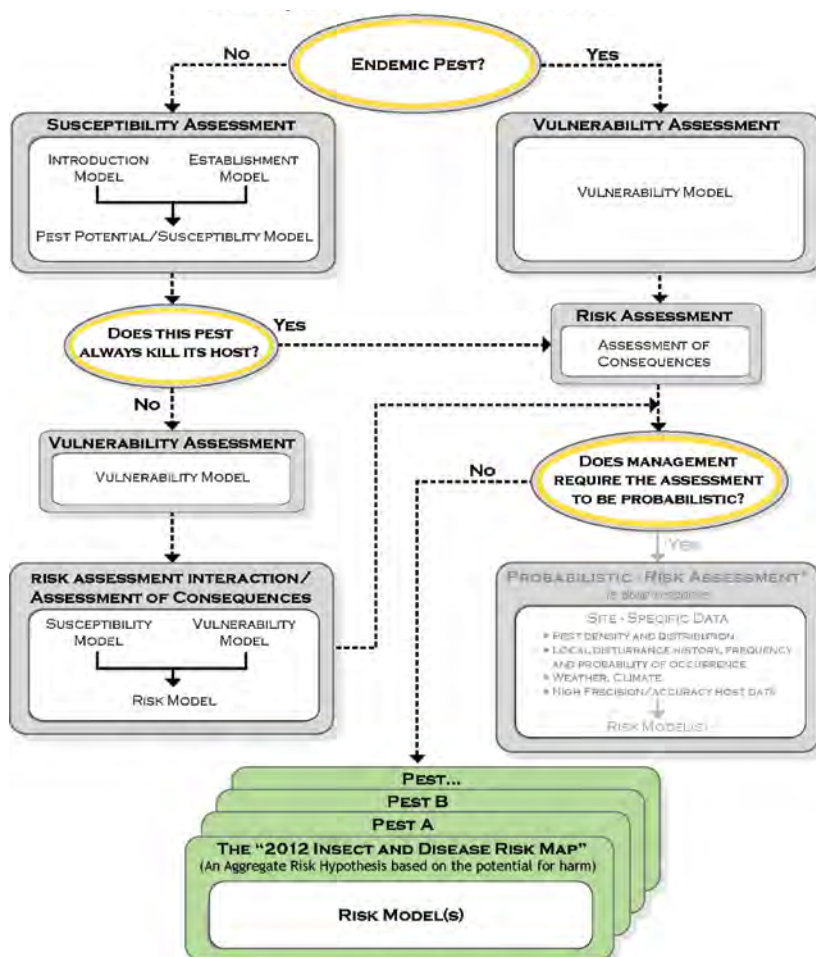 ENDEMIC PEST?
NO
YES
SUSCEPTIBILITY ASSESSMENT
INTRODUCTION
MODEL
ESTABLISHMENT
MODEL
PEST POTENTIAL/SUSCEPTIBLITY MODEL
VULNERABILITY ASSESSMENT
VULNERABILITY MODEL
DOES THIS PEST
ALWAYS KILL ITS HOST?
YES
NO
RISK ASSESSMENT
ASSESSMENT OF
CONSEQUENCES
VULNERABILITY ASSESSMENT
VULNERABILITY MODEL
DOES MANAGEMENT
REQUIRE THE ASSESSMENT
TO BE PROBABILISTIC?
NO
YES
RISK ASSESSMENT INTERACTION/
ASSESSMENT OF CONSEQUENCES
SUSCEPTIBILITY
MODEL
VULNERABILITY
MODEL
RISK MODEL
PROBABILISTIC - RISK ASSESSMENT*
SITE - SPECIFIC DATA
PEST DENSITY AND DISTRIBUTION
LOCAL DISTURBANCE HISTORY, FREQUENCY
AND PROBABILITY OF OCCURRENCE
WEATHER, CLIMATE
HIGH PRECISION/ACCURACY HOST DATA
RISK MODEL(S)
PEST...
PEST B
PEST A
THE “2012 INSECT AND DISEASE RISK MAP”
(An Aggregate Risk Hypothesis based on the potential for harm)
RISK MODEL(S)